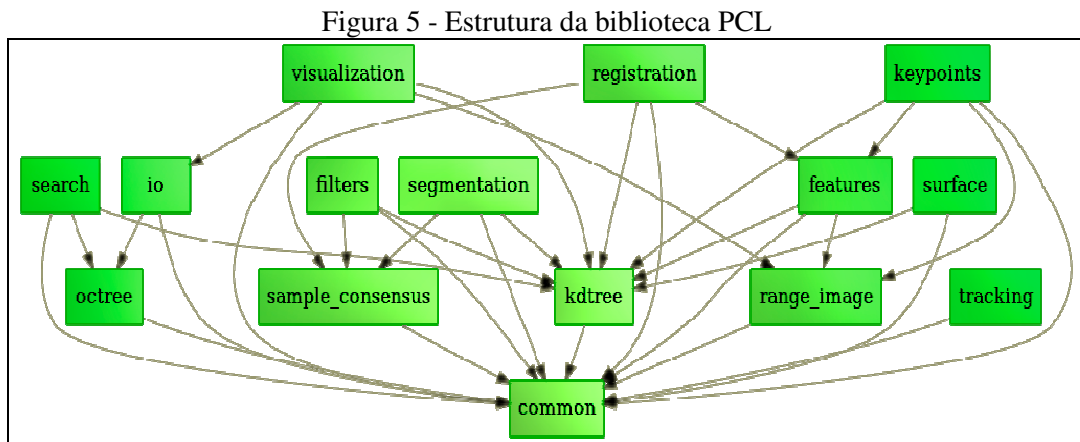 Figura 5 - Estrutura da biblioteca PCL
visualization registration keypoints
search io filters segmentation features surface
octree sample_consensus kdtree range_image tracking
common